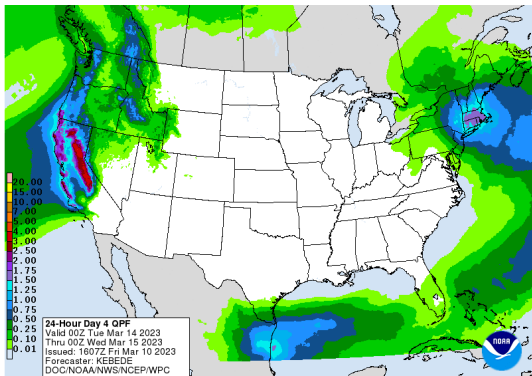 20.00
15.00
10.00
7.00
5.00
4.00
3.00
2.50
2.00
1.75
1.50
1.25
1.00
0.75
0.50
0.25
0.10
0.01
24-Hour Day 4 QPF
Valid 00Z Tue Mar 14 2023
Thru 00Z Wed Mar 15 2023
Issued: 1607Z Fri Mar 10 2023
Forecaster: KEBEDE
DOC/NOAA/NWS/NCEP/WPC
NOAA